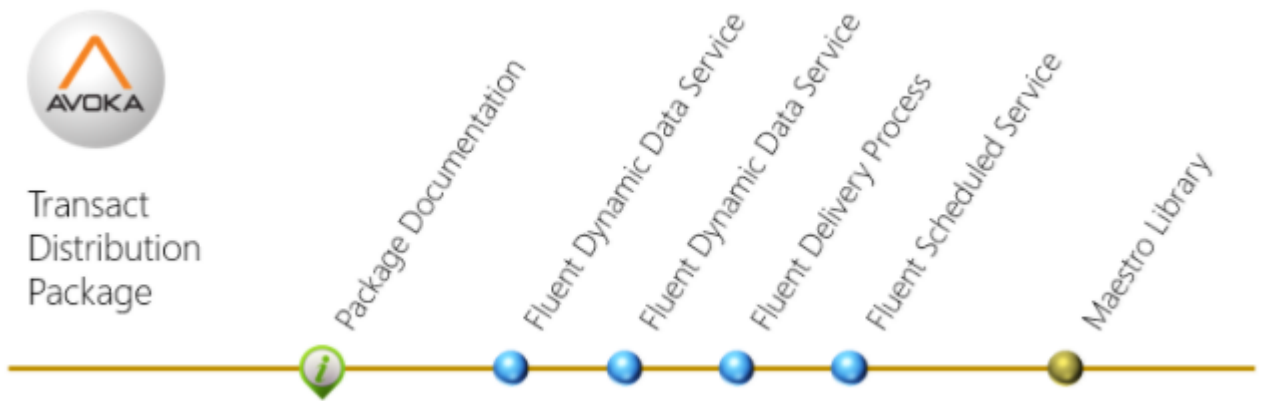 AVOKA
Transact
Distribution
Package
Package Documentation
Fluent Dynamic Data Service
Fluent Dynamic Data Service
Fluent Delivery Process
Fluent Scheduled Service
Maestro Library
i